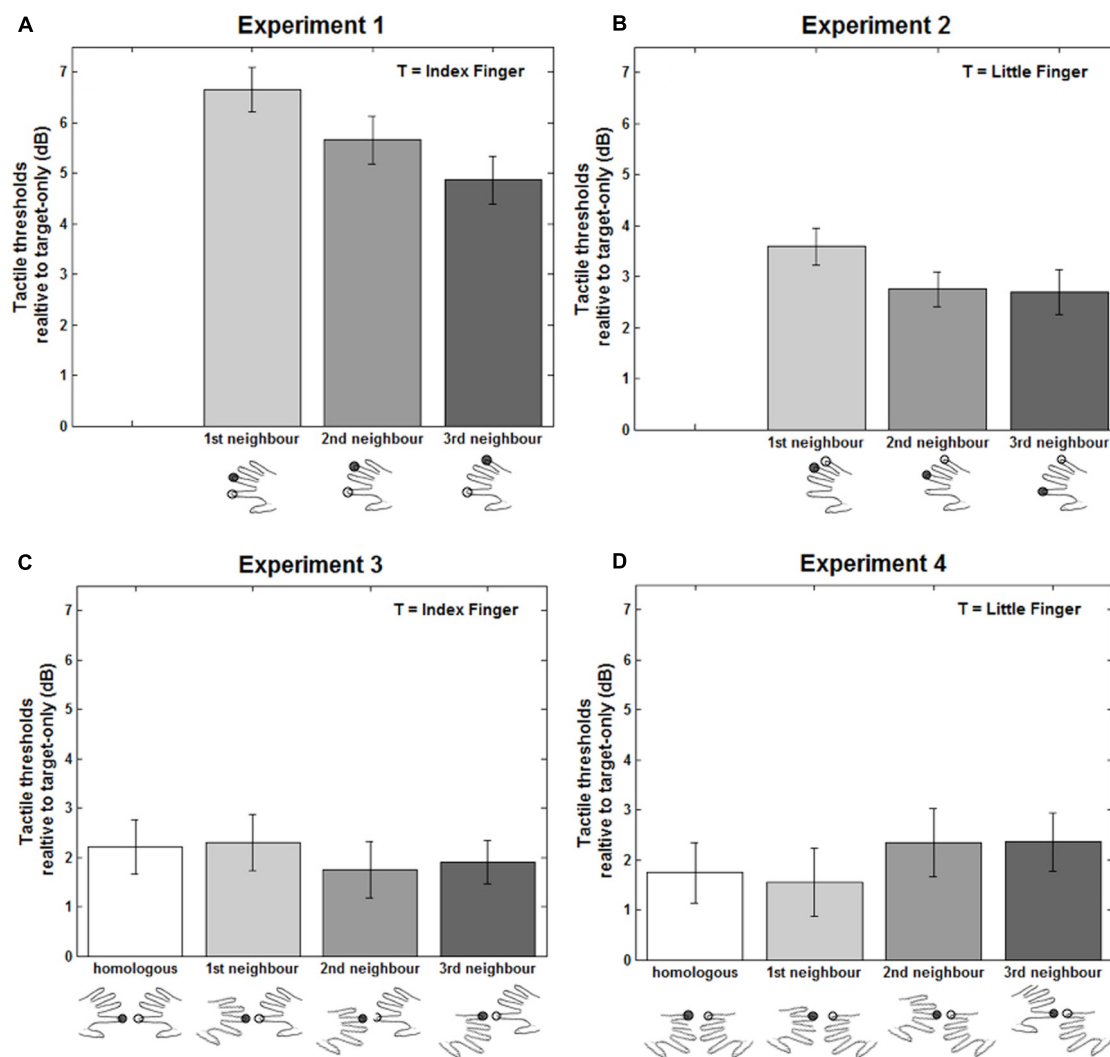 A
Experiment 1
T = Index Finger
Tactile thresholds
realtive to target-only (dB)
7
6
5
4
3
2
1
0
1st neighbour 2nd neighbour 3rd neighbour
B
Experiment 2
T = Little Finger
Tactile thresholds
realtive to target-only (dB)
7
6
5
4
3
2
1
0
1st neighbour 2nd neighbour 3rd neighbour
C
Experiment 3
T = Index Finger
Tactile thresholds
realtive to target-only (dB)
7
6
5
4
3
2
1
0
homologous 1st neighbour 2nd neighbour 3rd neighbour
D
Experiment 4
T = Little Finger
Tactile thresholds
realtive to target-only (dB)
7
6
5
4
3
2
1
0
homologous 1st neighbour 2nd neighbour 3rd neighbour